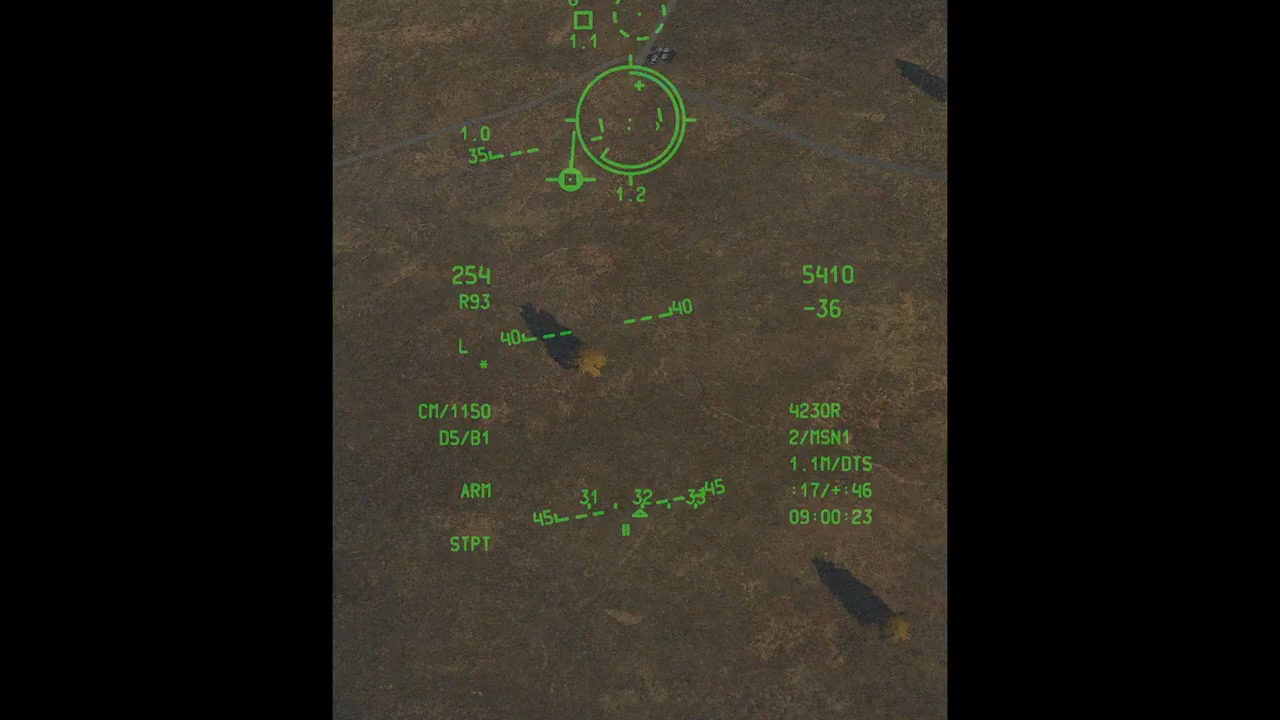 1.1
1.0
35
1.2
254
5410
R93
-36
40
40
L
*
CM/1150
4230R
D5/B1
2/MSN1
1.1M/DTS
ARM
:17/+:46
31 32 33 45
45
09:00:23
STPT